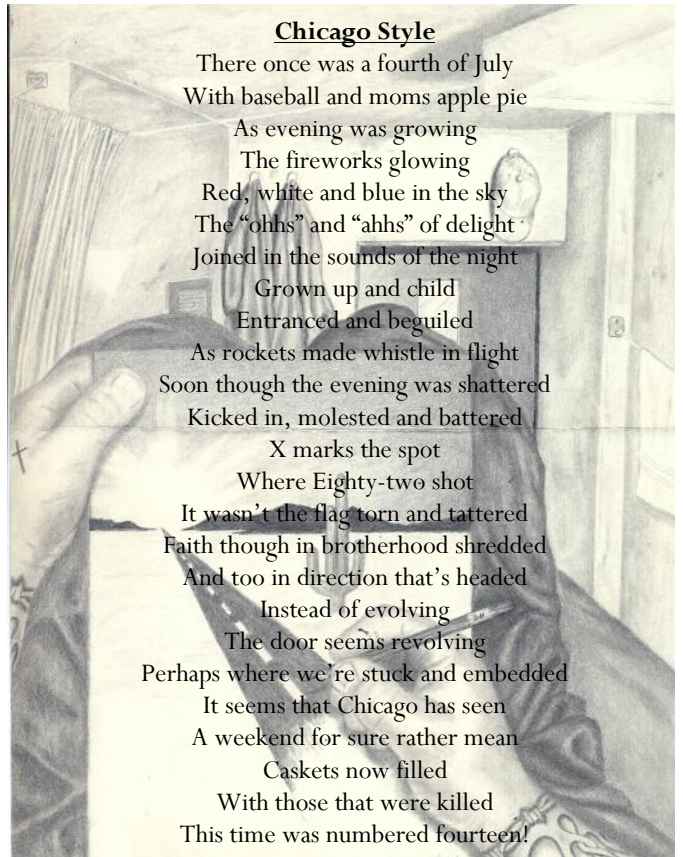 Chicago Style
There once was a fourth of July
With baseball and moms apple pie
As evening was growing
The fireworks glowing
Red, white and blue in the sky
The “ohhs” and “ahhs” of delight
Joined in the sounds of the night
Grown up and child
Entranced and beguiled
As rockets made whistle in flight
Soon though the evening was shattered
Kicked in, molested and battered
X marks the spot
Where Eighty-two shot
It wasn’t the flag torn and tattered
Faith though in brotherhood shredded
And too in direction that’s headed
Instead of evolving
The door seems revolving
Perhaps where we’re stuck and embedded
It seems that Chicago has seen
A weekend for sure rather mean
Caskets now filled
With those that were killed
This time was numbered fourteen!